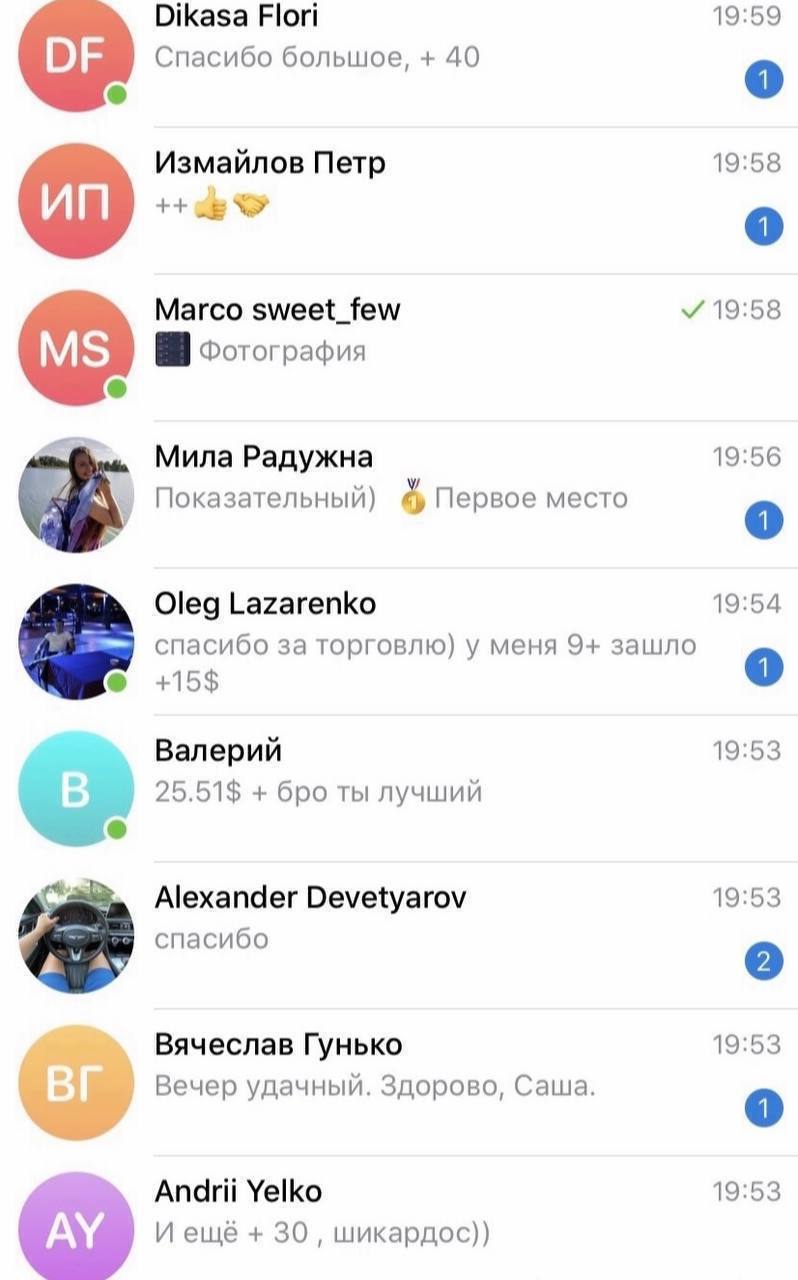 DF
Dikasa Flori
19:59
Спасибо большое, + 40
1
ИП
Измайлов Петр
19:58
++👍🤝
1
MS
Marco sweet_few
19:58
Фотография
Мила Радужна
19:56
Показательный) 🥇Первое место
1
Oleg Lazarenko
19:54
спасибо за торговлю) у меня 9+ зашло
+15$
1
В
Валерий
19:53
25.51$ + бро ты лучший
Alexander Devetyarov
19:53
спасибо
2
ВГ
Вячеслав Гунько
19:53
Вечер удачный. Здорово, Саша.
1
AY
Andrii Yelko
19:53
И ещё + 30 , шикардос))